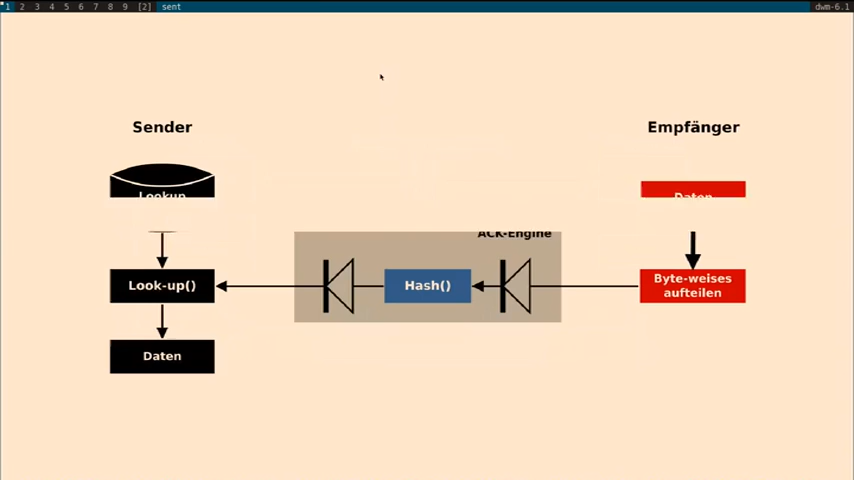 1 2 3 4 5 6 7 8 9 [2] sent dwm-6.1
Sender Empfänger
Lookup Daten
ACK-Engine
Look-up() Hash() Byte-weises
aufteilen
Daten